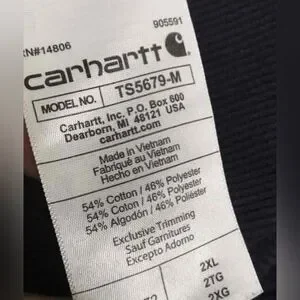 905591
RN#14806
carhartt
MODEL NO. TS5679-M
Carhartt, Inc. P.O. Box 600
Dearborn, MI 48121 USA
carhartt.com
Made in Vietnam
Fabriqué au Vietnam
Hecho en Vietnam
54% Cotton / 46% Polyester
54% Coton / 46% Polyester
54% Algodón / 46% Poliéster
Exclusive Trimming
Sauf Garnitures
Excepto Adorno
2XL
2TG
2XG